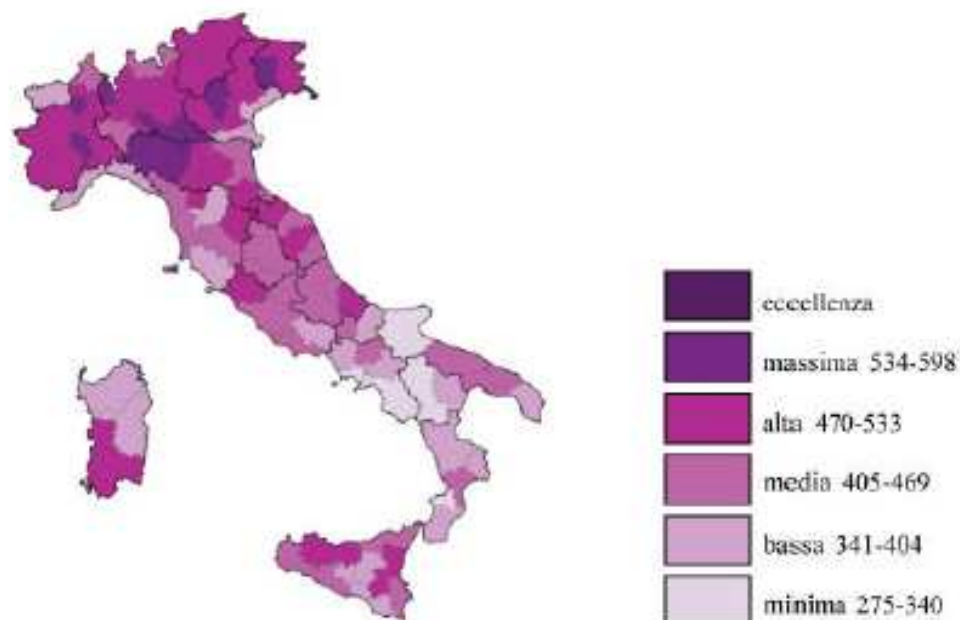 eccellenza
massima 534-598
alta 470-533
media 405-469
bassa 341-404
minima 275-340